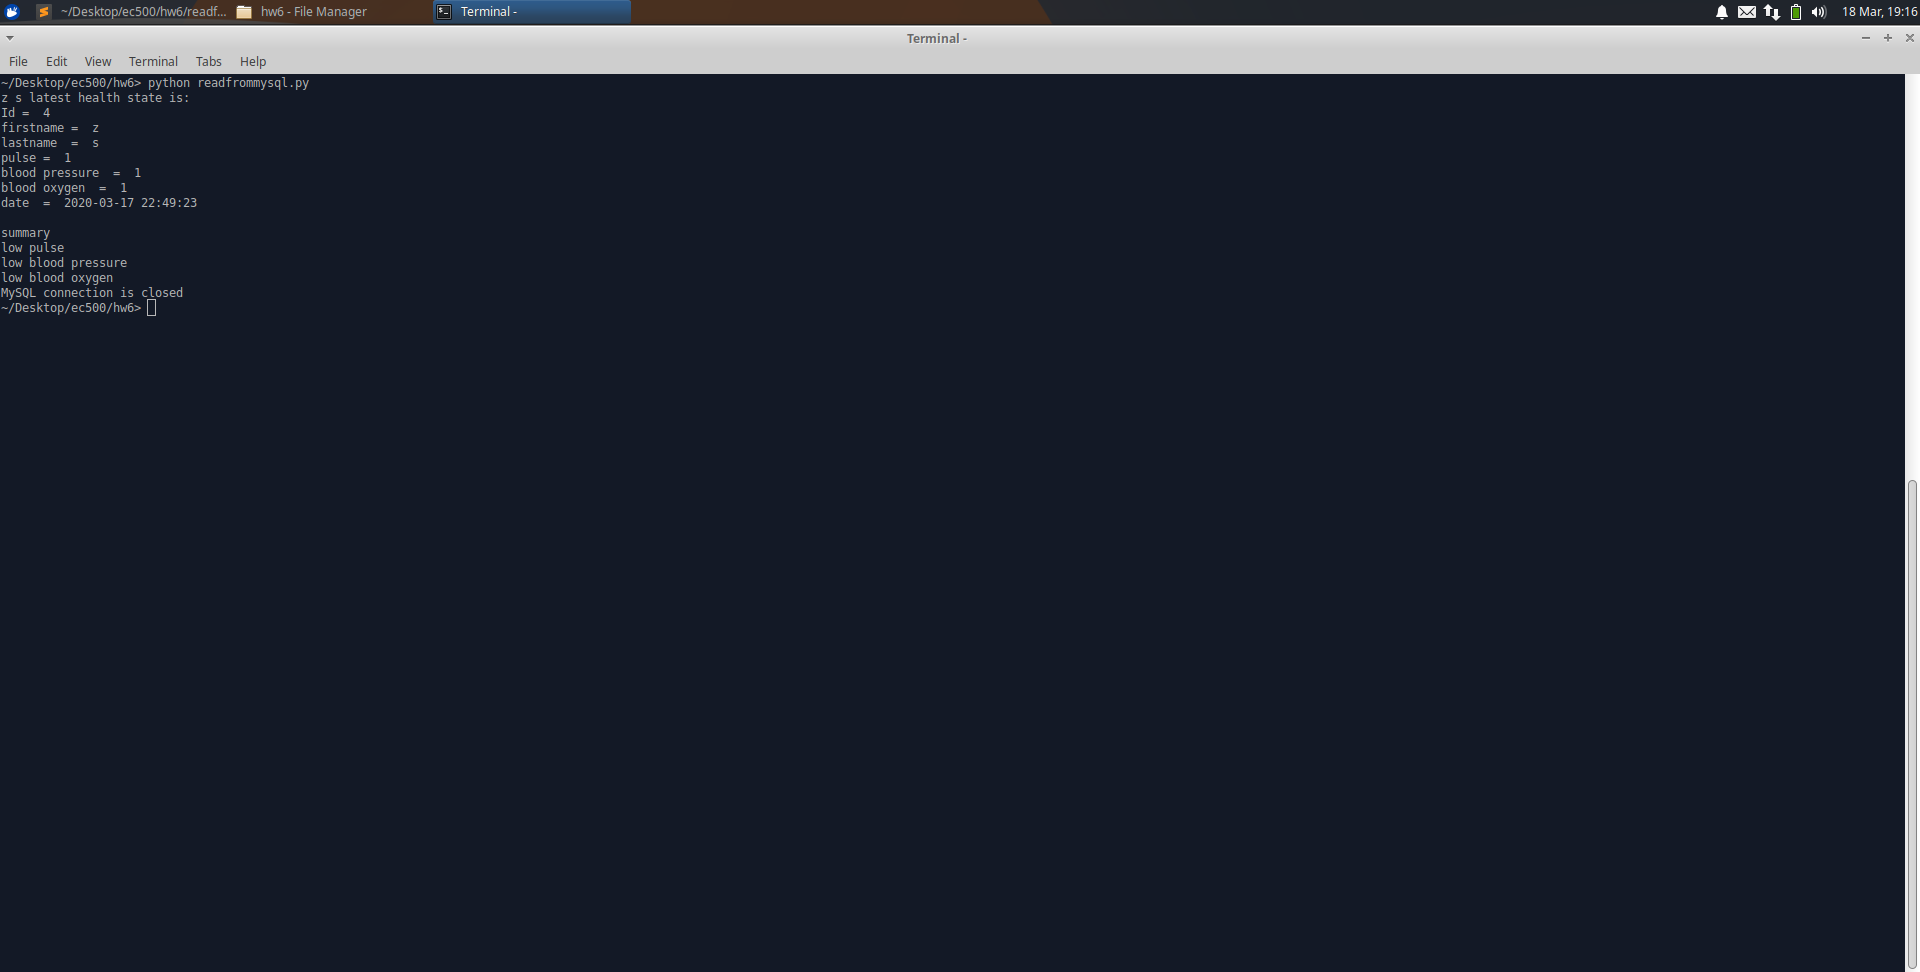 ~/Desktop/ec500/hw6/readf...
hw6 - File Manager
Terminal -
18 Mar, 19:16
Terminal -
File Edit View Terminal Tabs Help
~/Desktop/ec500/hw6> python readfrommysql.py
z s latest health state is:
Id =  4
firstname =  z
lastname  =  s
pulse =  1
blood pressure  =  1
blood oxygen  =  1
date  =  2020-03-17 22:49:23
summary
low pulse
low blood pressure
low blood oxygen
MySQL connection is closed
~/Desktop/ec500/hw6>